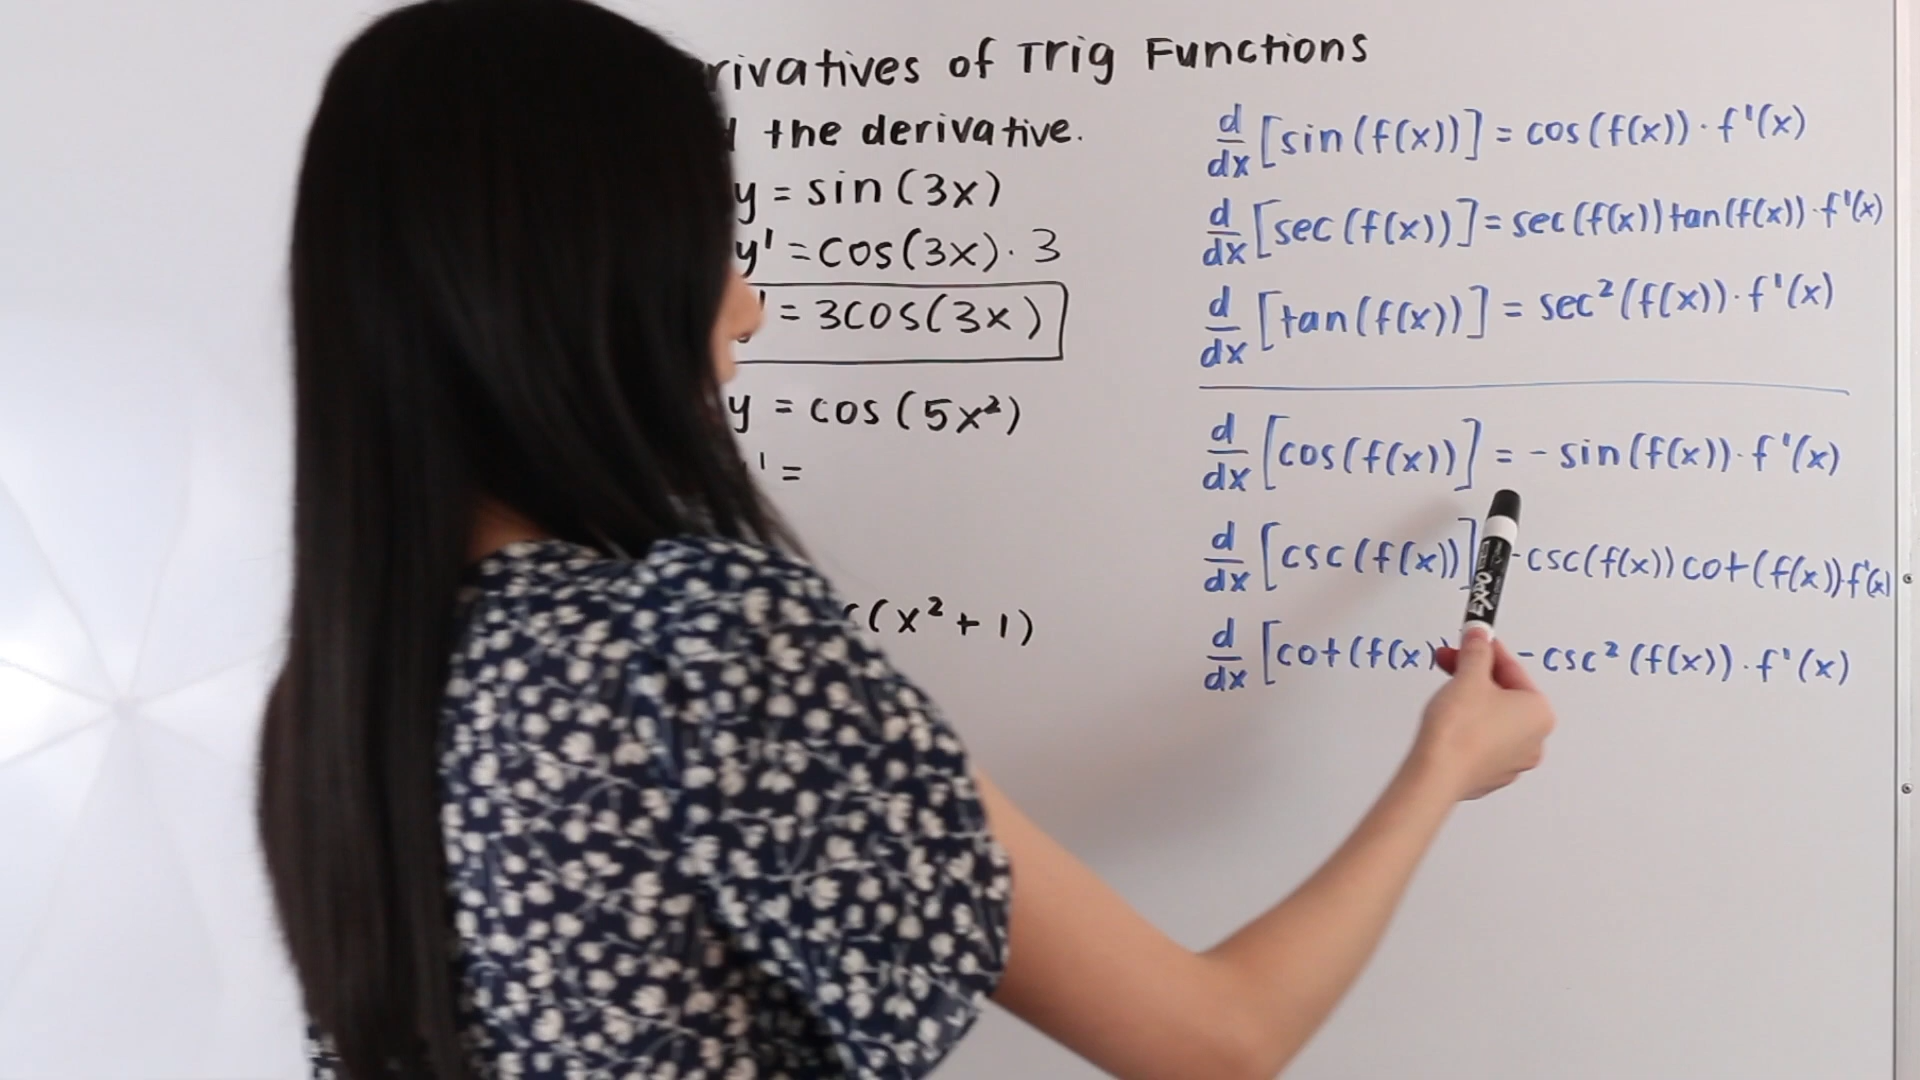 rivatives of Trig Functions
the derivative.
y = sin (3x)
y' = cos(3x) · 3
' = 3cos(3x)
y = cos (5x²)
' =
(x² + 1)
d/dx [sin (f(x))] = cos (f(x)) · f'(x)
d/dx [sec (f(x))] = sec (f(x)) tan (f(x)) · f'(x)
d/dx [tan (f(x))] = sec² (f(x)) · f'(x)
d/dx [cos(f(x))] = - sin (f(x)) · f'(x)
d/dx [csc (f(x))] -csc(f(x)) cot (f(x)) · f'(x)
d/dx [cot (f(x) -csc² (f(x)) · f'(x)
EXPO